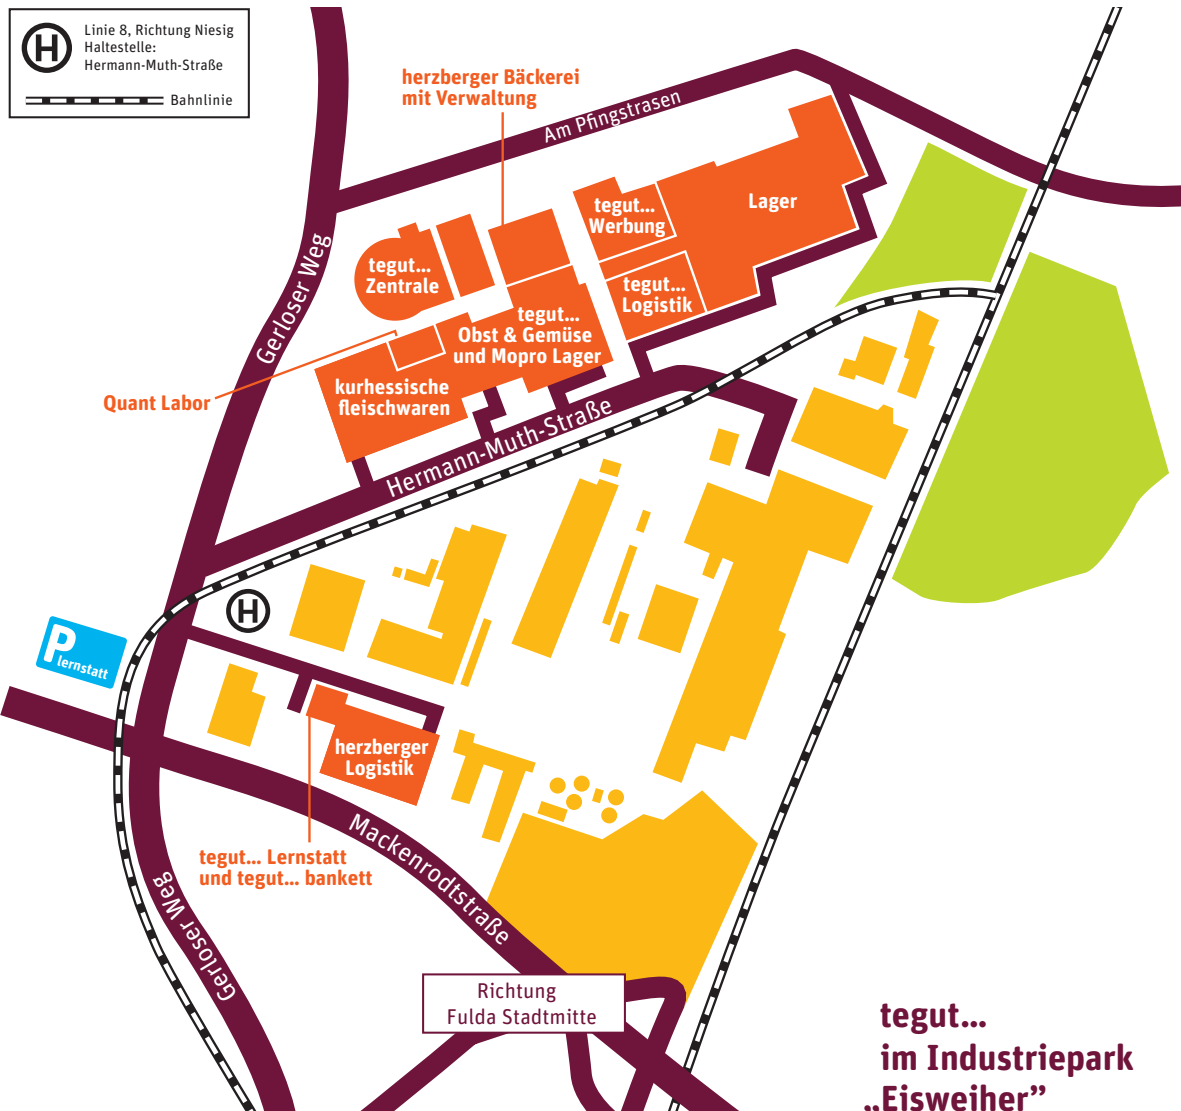 H
Linie 8, Richtung Niesig
Haltestelle:
Hermann-Muth-Straße
Bahnlinie
herzberger Bäckerei
mit Verwaltung
Am Pfingstrasen
Gerloser Weg
Lager
tegut...
Werbung
tegut...
Zentrale
tegut...
Logistik
tegut...
Obst & Gemüse
und Mopro Lager
kurhessische
fleischwaren
Quant Labor
Hermann-Muth-Straße
H
P
lernstatt
herzberger
Logistik
tegut... Lernstatt
und tegut... bankett
Mackenrodtstraße
Gerloser Weg
Richtung
Fulda Stadtmitte
tegut...
im Industriepark
„Eisweiher”